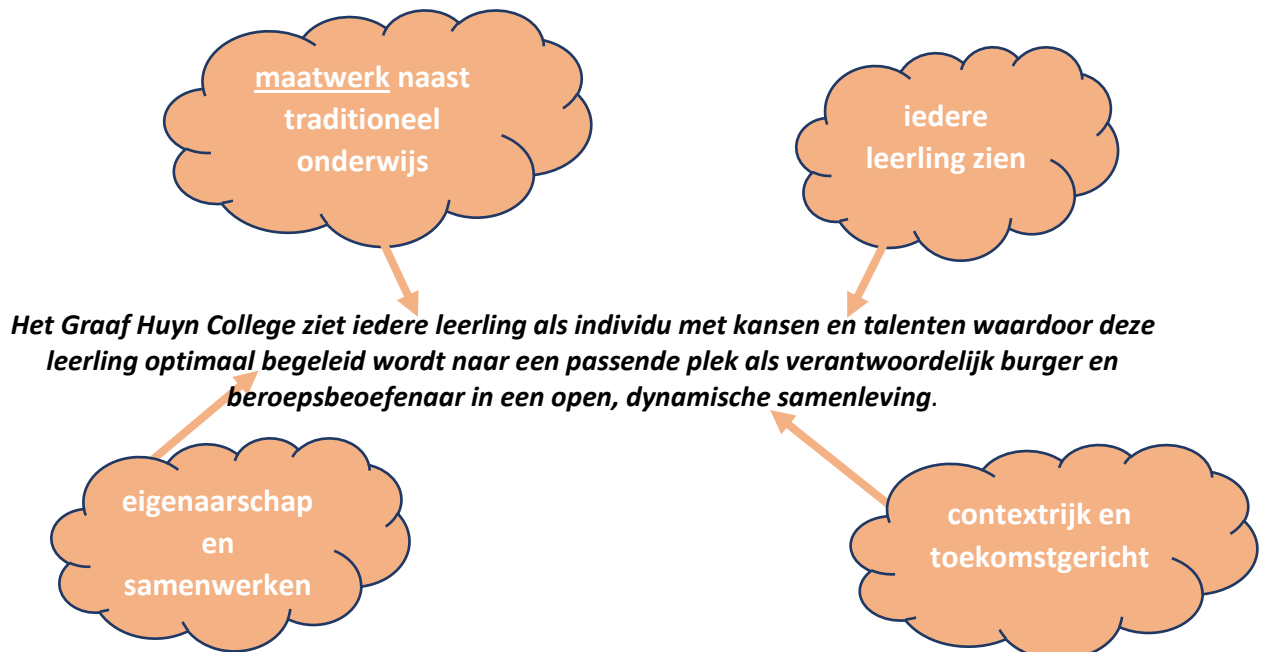 maatwerk naast
traditioneel
onderwijs
iedere
leerling zien
Het Graaf Huyn College ziet iedere leerling als individu met kansen en talenten waardoor deze
leerling optimaal begeleid wordt naar een passende plek als verantwoordelijk burger en
beroepsbeoefenaar in een open, dynamische samenleving.
eigenaarschap
en
samenwerken
contextrijk en
toekomstgericht